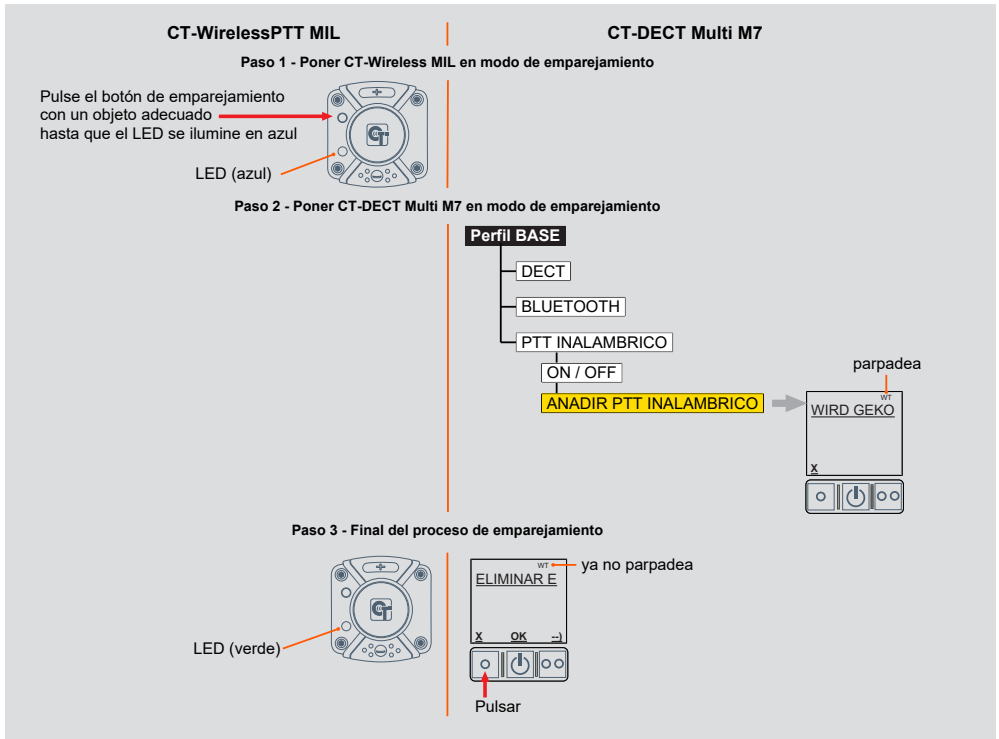 CT-WirelessPTT MIL
CT-DECT Multi M7
Paso 1 - Poner CT-Wireless MIL en modo de emparejamiento
Pulse el botón de emparejamiento
con un objeto adecuado
hasta que el LED se ilumine en azul
LED (azul)
Paso 2 - Poner CT-DECT Multi M7 en modo de emparejamiento
Perfil BASE
DECT
BLUETOOTH
PTT INALAMBRICO
ON / OFF
ANADIR PTT INALAMBRICO
parpadea
WT
WIRD GEKO
X
Paso 3 - Final del proceso de emparejamiento
LED (verde)
WT
ya no parpadea
ELIMINAR E
X OK --)
Pulsar